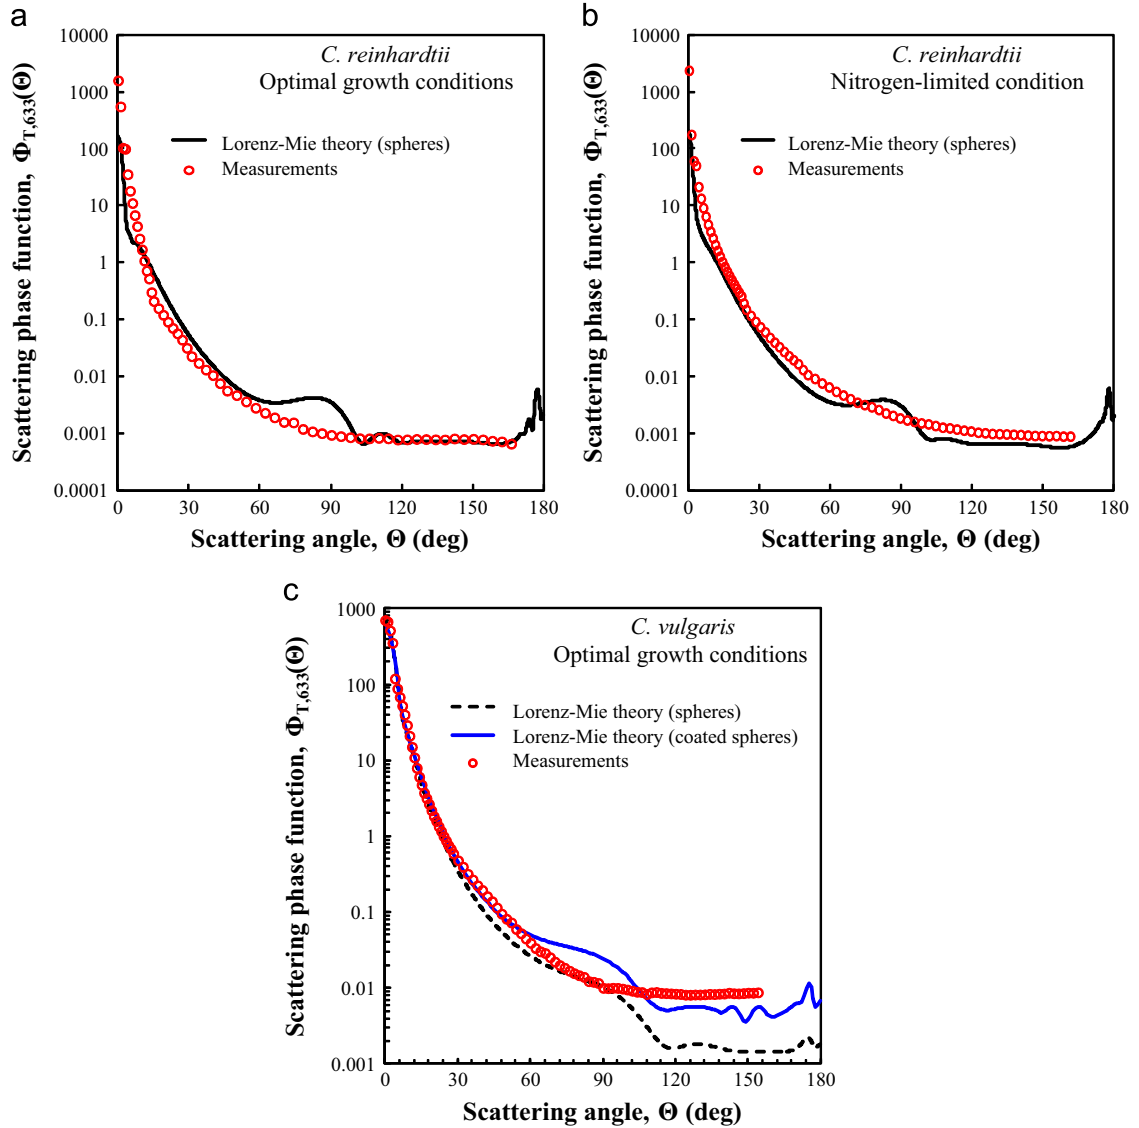 a
10000
1000
100
10
1
0.1
0.01
0.001
0.0001
Scattering phase function, Φ_T,633(Θ)
C. reinhardtii
Optimal growth conditions
Lorenz-Mie theory (spheres)
Measurements
0 30 60 90 120 150 180
Scattering angle, Θ (deg)
b
10000
1000
100
10
1
0.1
0.01
0.001
0.0001
Scattering phase function, Φ_T,633(Θ)
C. reinhardtii
Nitrogen-limited condition
Lorenz-Mie theory (spheres)
Measurements
0 30 60 90 120 150 180
Scattering angle, Θ (deg)
c
1000
100
10
1
0.1
0.01
0.001
Scattering phase function, Φ_T,633(Θ)
C. vulgaris
Optimal growth conditions
Lorenz-Mie theory (spheres)
Lorenz-Mie theory (coated spheres)
Measurements
0 30 60 90 120 150 180
Scattering angle, Θ (deg)